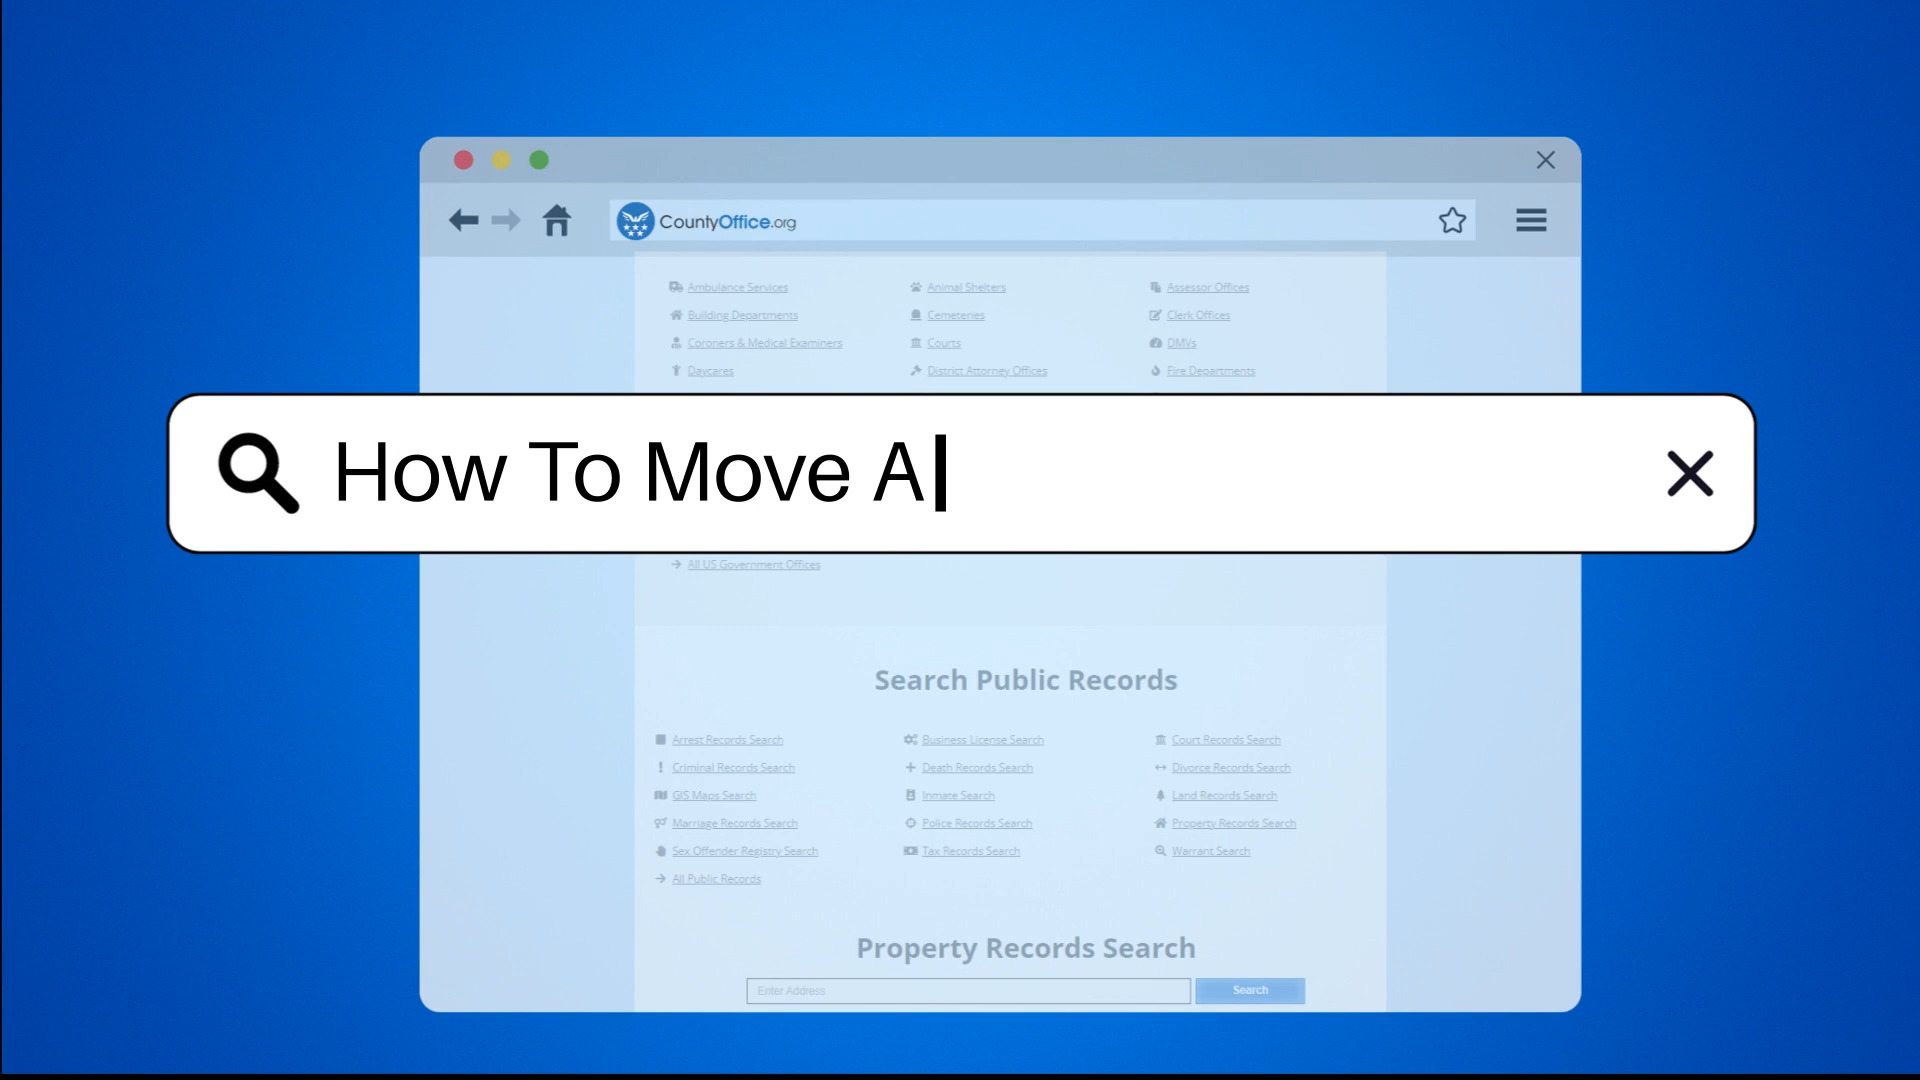 CountyOffice.org
Ambulance Services Animal Shelters Assessor Offices
Building Departments Cemeteries Clerk Offices
Coroners & Medical Examiners Courts DMVs
Daycares District Attorney Offices Fire Departments
How To Move A
All US Government Offices
Search Public Records
Arrest Records Search Business License Search Court Records Search
Criminal Records Search Death Records Search Divorce Records Search
GIS Maps Search Inmate Search Land Records Search
Marriage Records Search Police Records Search Property Records Search
Sex Offender Registry Search Tax Records Search Warrant Search
All Public Records
Property Records Search
Enter Address Search